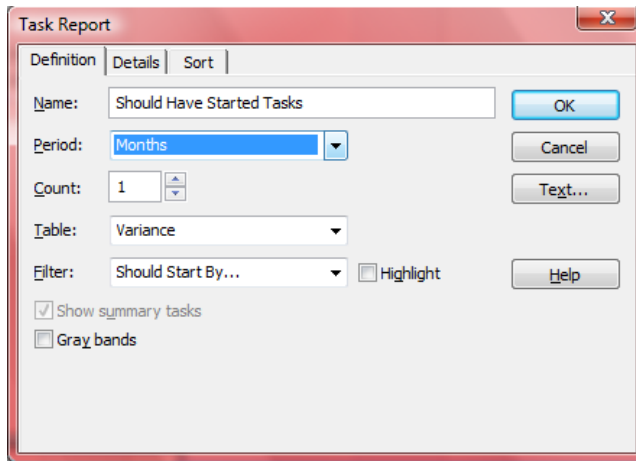 Task Report
Definition Details Sort
Name: Should Have Started Tasks OK
Period: Months Cancel
Count: 1 Text...
Table: Variance
Filter: Should Start By... Highlight Help
Show summary tasks
Gray bands